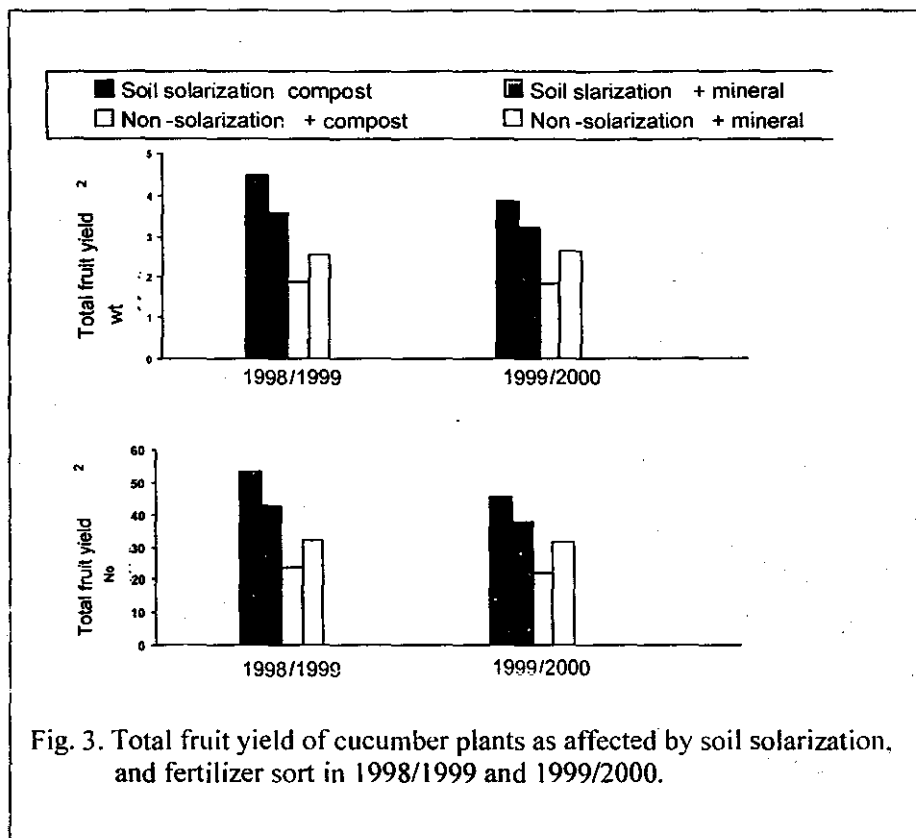 Soil solarization compost
Soil slarization + mineral
Non-solarization + compost
Non-solarization + mineral
Total fruit yield 2
wt
5
4
3
2
1
0
1998/1999
1999/2000
Total fruit yield 2
No
60
50
40
30
20
10
0
1998/1999
1999/2000
Fig. 3. Total fruit yield of cucumber plants as affected by soil solarization,
and fertilizer sort in 1998/1999 and 1999/2000.